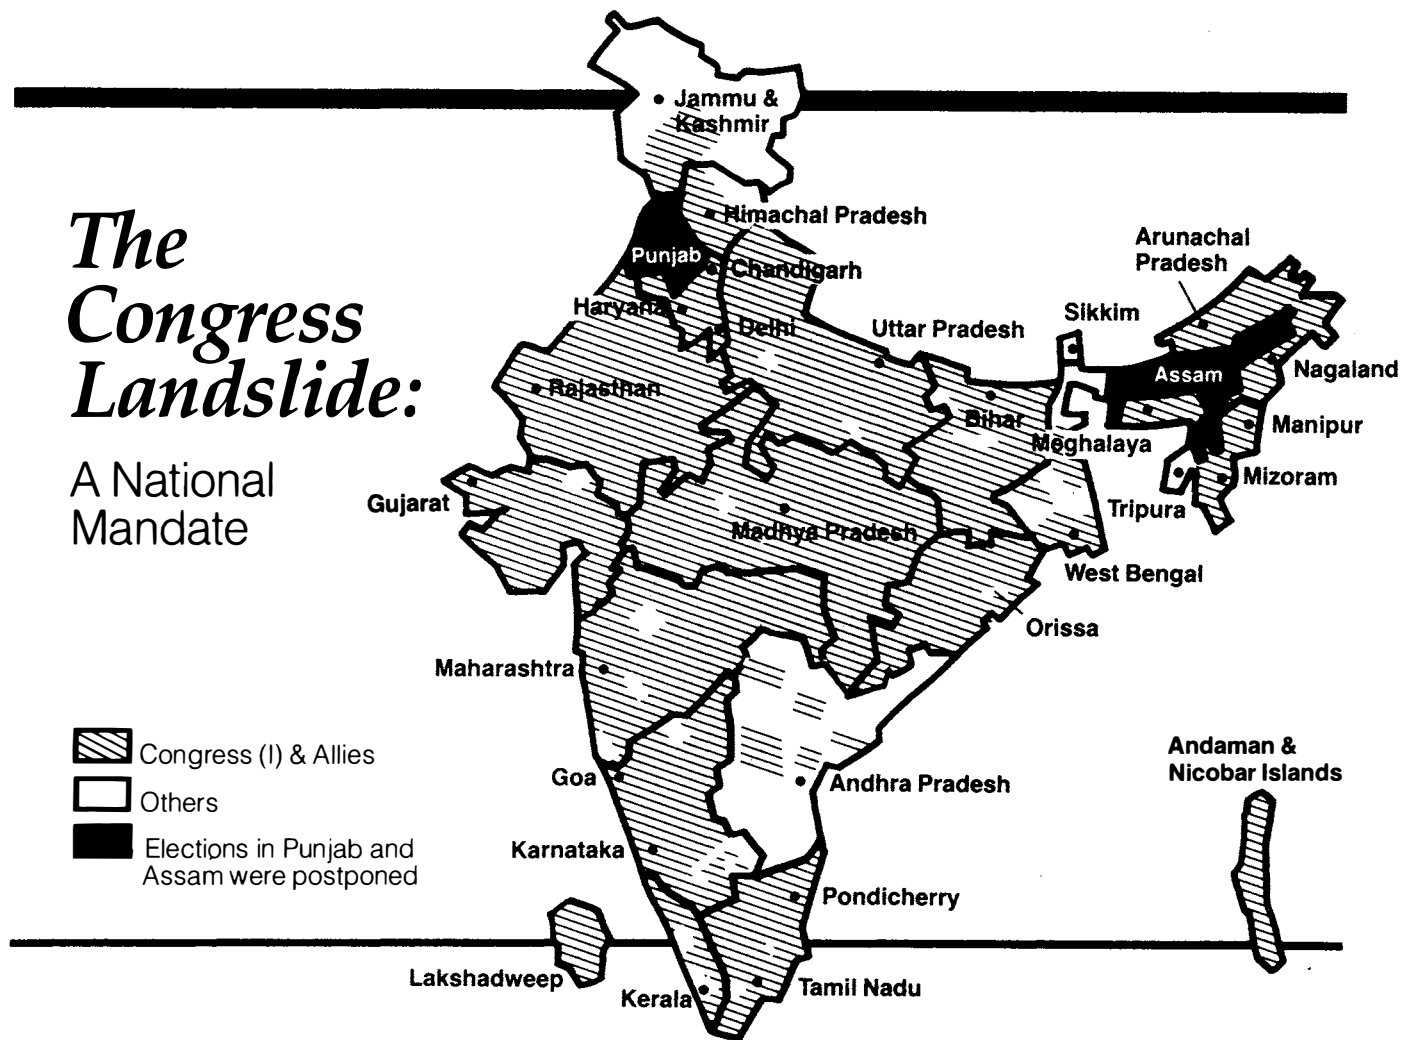 The
Congress
Landslide:
A National
Mandate
Congress (I) & Allies
Others
Elections in Punjab and
Assam were postponed
Jammu &
Kashmir
Himachal Pradesh
Punjab
Chandigarh
Haryana
Delhi
Uttar Pradesh
Rajasthan
Sikkim
Arunachal
Pradesh
Assam
Nagaland
Bihar
Meghalaya
Manipur
Mizoram
Tripura
Gujarat
Madhya Pradesh
West Bengal
Orissa
Maharashtra
Goa
Andhra Pradesh
Andaman &
Nicobar Islands
Karnataka
Pondicherry
Lakshadweep
Kerala
Tamil Nadu